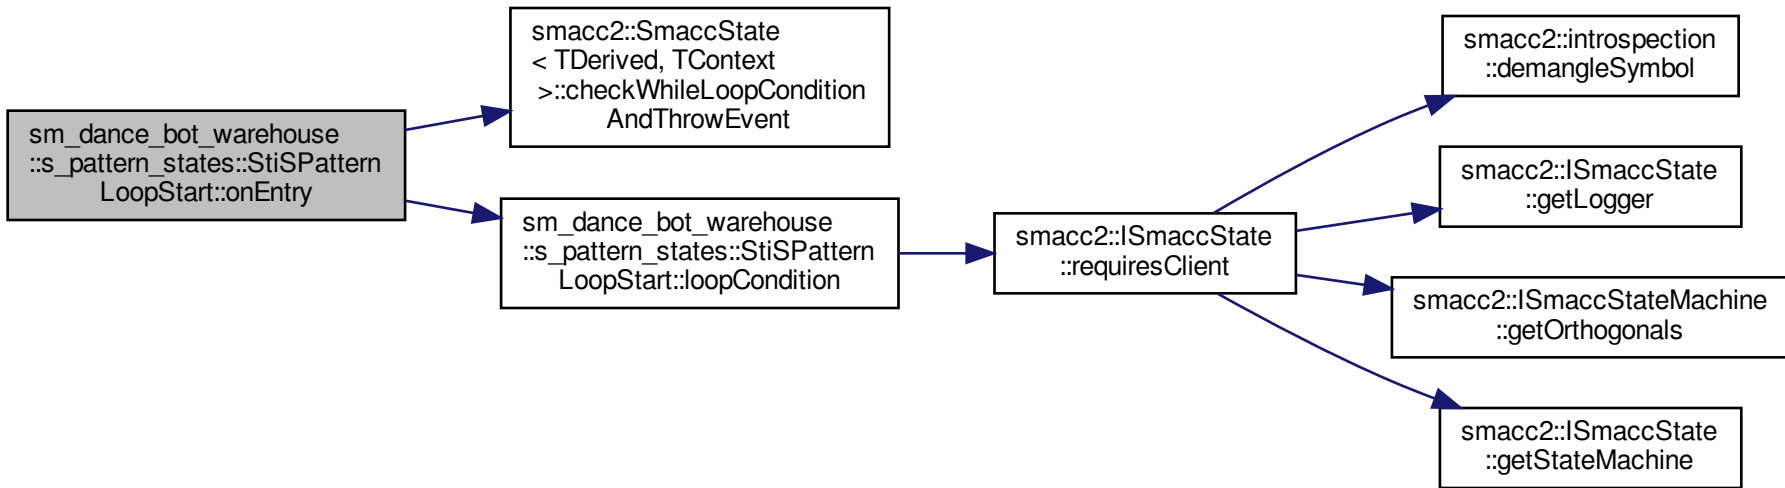 sm_dance_bot_warehouse
::s_pattern_states::StiSPattern
LoopStart::onEntry
smacc2::SmaccState
< TDerived, TContext
>::checkWhileLoopCondition
AndThrowEvent
sm_dance_bot_warehouse
::s_pattern_states::StiSPattern
LoopStart::loopCondition
smacc2::ISmaccState
::requiresClient
smacc2::introspection
::demangleSymbol
smacc2::ISmaccState
::getLogger
smacc2::ISmaccStateMachine
::getOrthogonals
smacc2::ISmaccState
::getStateMachine